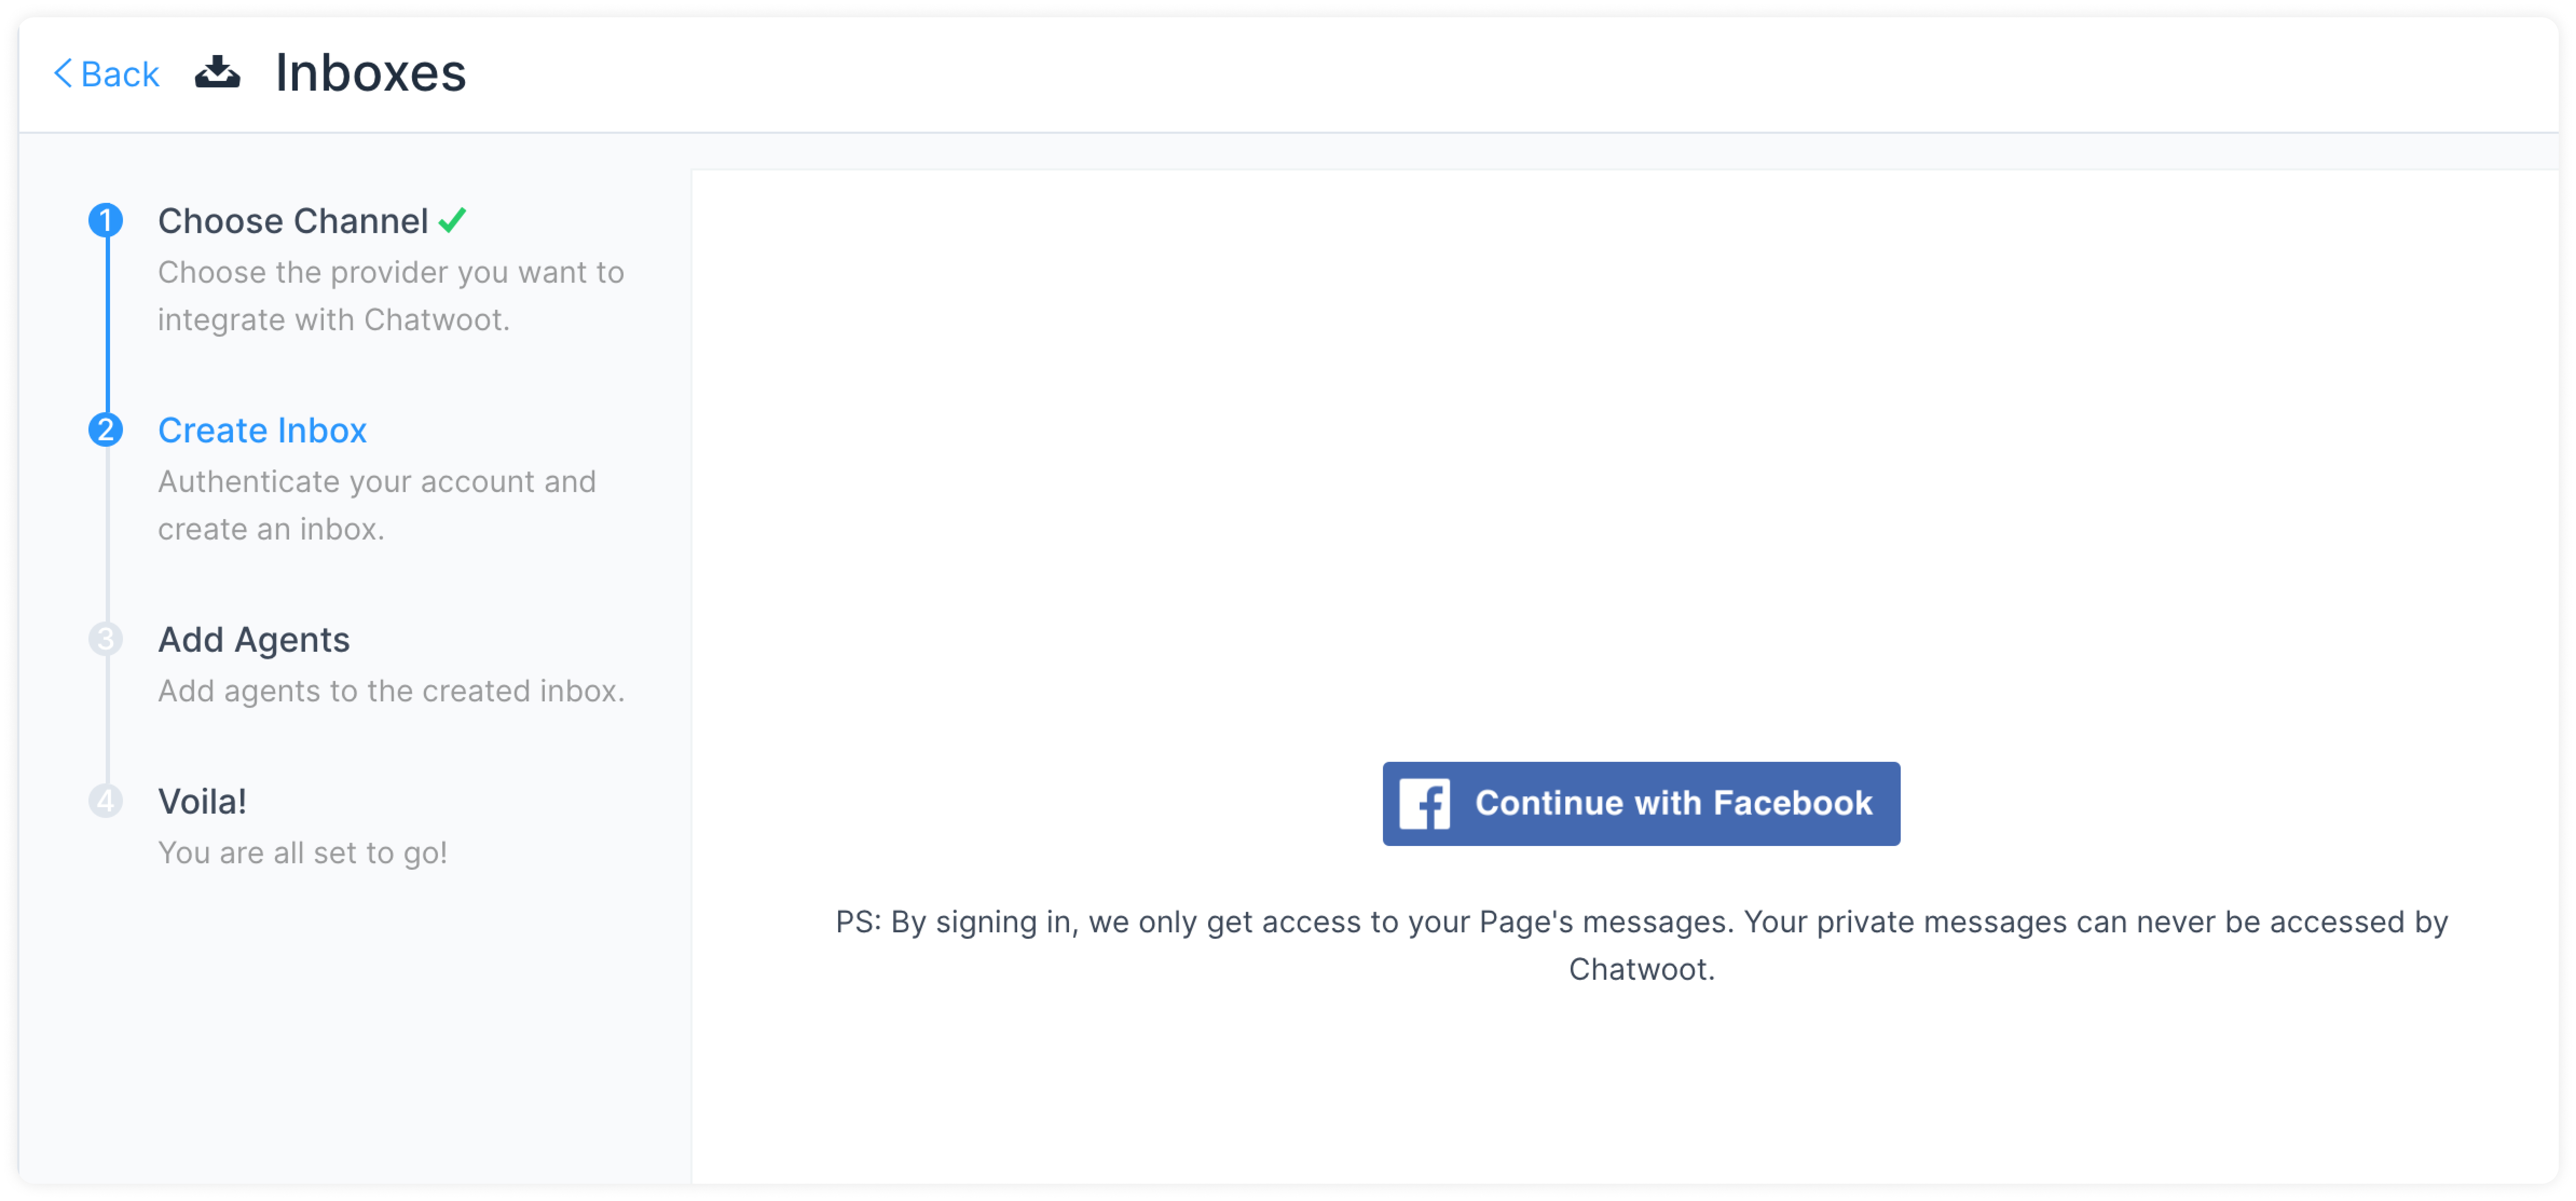 Back
Inboxes
1
Choose Channel
Choose the provider you want to
integrate with Chatwoot.
2
Create Inbox
Authenticate your account and
create an inbox.
3
Add Agents
Add agents to the created inbox.
4
Voila!
You are all set to go!
Continue with Facebook
PS: By signing in, we only get access to your Page's messages. Your private messages can never be accessed by
Chatwoot.